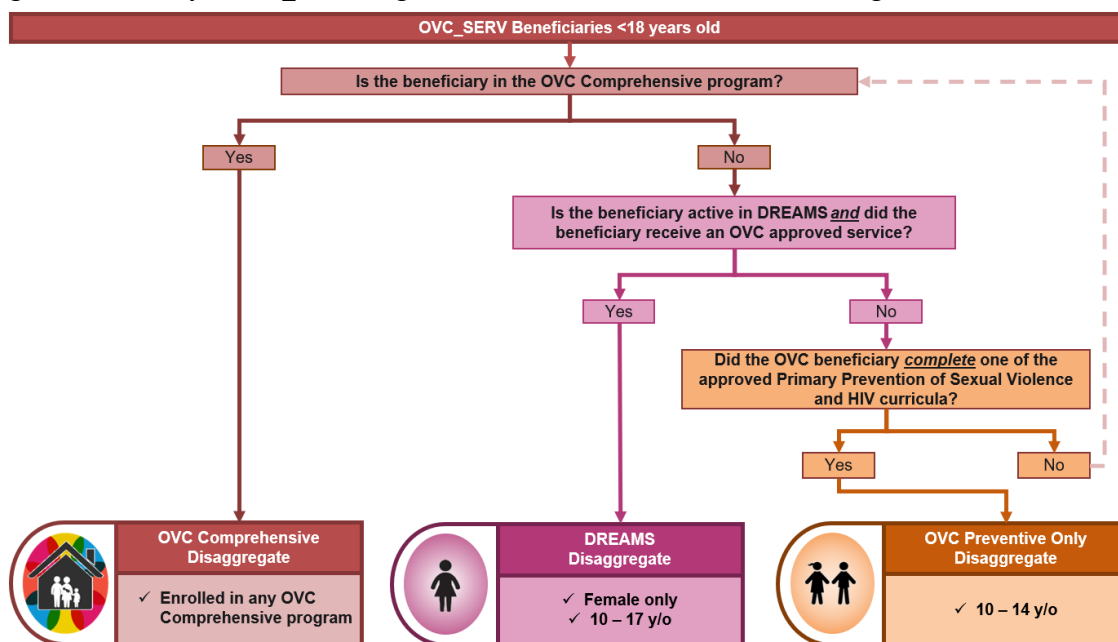 OVC_SERV Beneficiaries <18 years old
Is the beneficiary in the OVC Comprehensive program?
Yes
No
Is the beneficiary active in DREAMS and did the
beneficiary receive an OVC approved service?
Yes
No
Did the OVC beneficiary complete one of the
approved Primary Prevention of Sexual Violence
and HIV curricula?
Yes
No
OVC Comprehensive
Disaggregate
✓ Enrolled in any OVC
Comprehensive program
DREAMS
Disaggregate
✓ Female only
✓ 10 – 17 y/o
OVC Preventive Only
Disaggregate
✓ 10 – 14 y/o